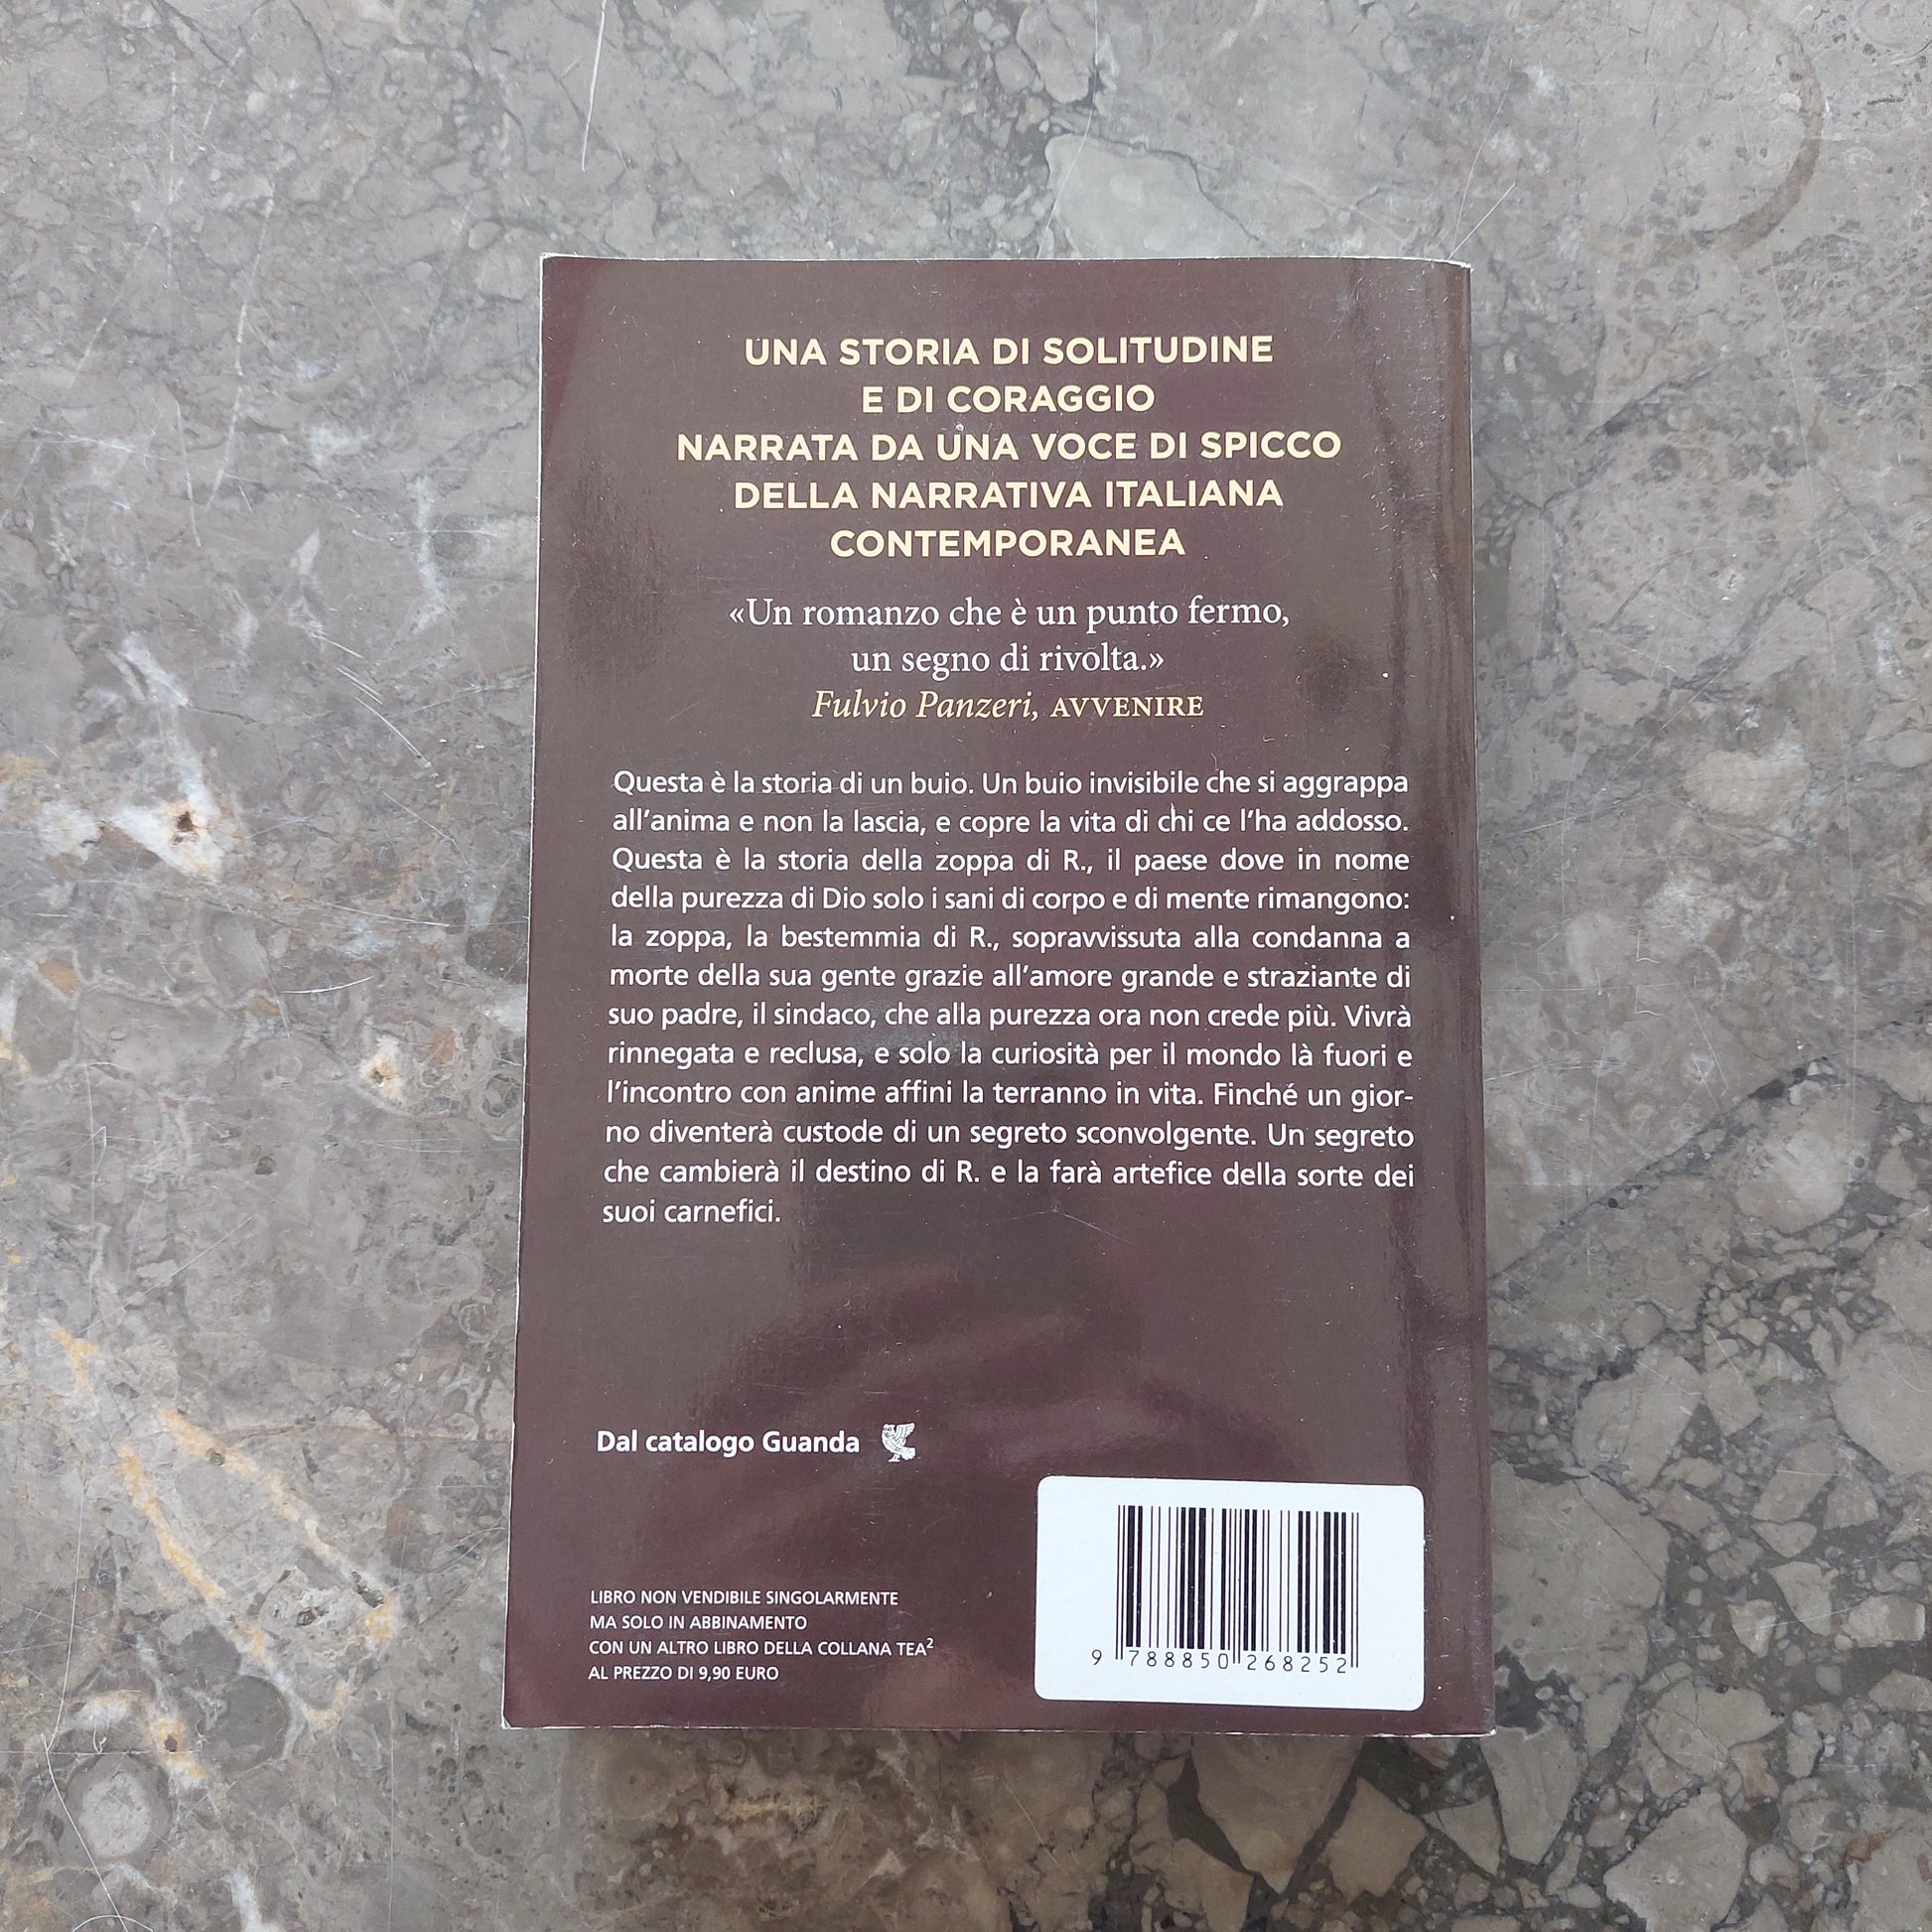 UNA STORIA DI SOLITUDINE
E DI CORAGGIO
NARRATA DA UNA VOCE DI SPICCO
DELLA NARRATIVA ITALIANA
CONTEMPORANEA
«Un romanzo che è un punto fermo,
un segno di rivolta.»
Fulvio Panzeri, AVVENIRE
Questa è la storia di un buio. Un buio invisibile che si aggrappa
all'anima e non la lascia, e copre la vita di chi ce l'ha addosso.
Questa è la storia della zoppa di R., il paese dove in nome
della purezza di Dio solo i sani di corpo e di mente rimangono:
la zoppa, la bestemmia di R., sopravvissuta alla condanna a
morte della sua gente grazie all'amore grande e straziante di
suo padre, il sindaco, che alla purezza ora non crede più. Vivrà
rinnegata e reclusa, e solo la curiosità per il mondo là fuori e
l'incontro con anime affini la terranno in vita. Finché un gior-
no diventerà custode di un segreto sconvolgente. Un segreto
che cambierà il destino di R. e la farà artefice della sorte dei
suoi carnefici.
Dal catalogo Guanda
LIBRO NON VENDIBILE SINGOLARMENTE
MA SOLO IN ABBINAMENTO
CON UN ALTRO LIBRO DELLA COLLANA TEA²
AL PREZZO DI 9,90 EURO
9 788850 268252